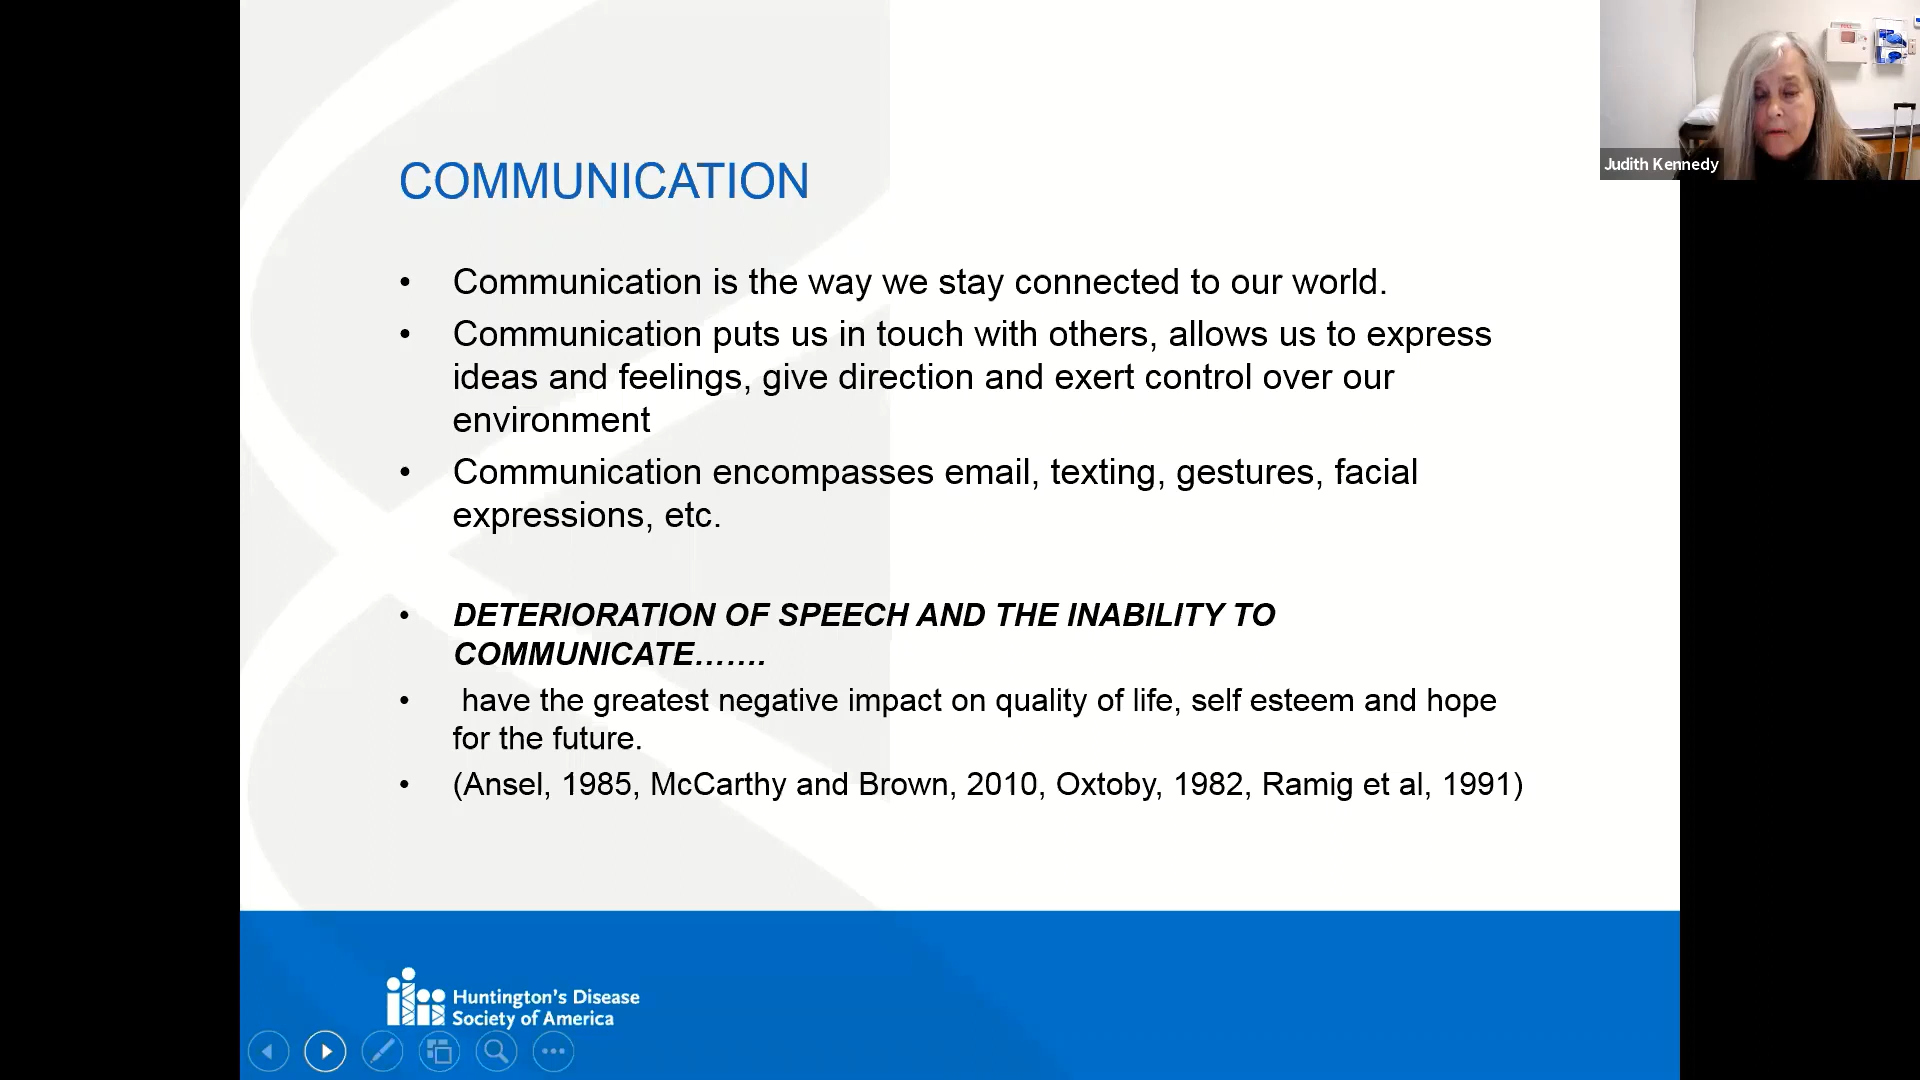 COMMUNICATION
• Communication is the way we stay connected to our world.
• Communication puts us in touch with others, allows us to express
ideas and feelings, give direction and exert control over our
environment
• Communication encompasses email, texting, gestures, facial
expressions, etc.
• DETERIORATION OF SPEECH AND THE INABILITY TO
COMMUNICATE…….
• have the greatest negative impact on quality of life, self esteem and hope
for the future.
• (Ansel, 1985, McCarthy and Brown, 2010, Oxtoby, 1982, Ramig et al, 1991)
Huntington's Disease
Society of America
Judith Kennedy